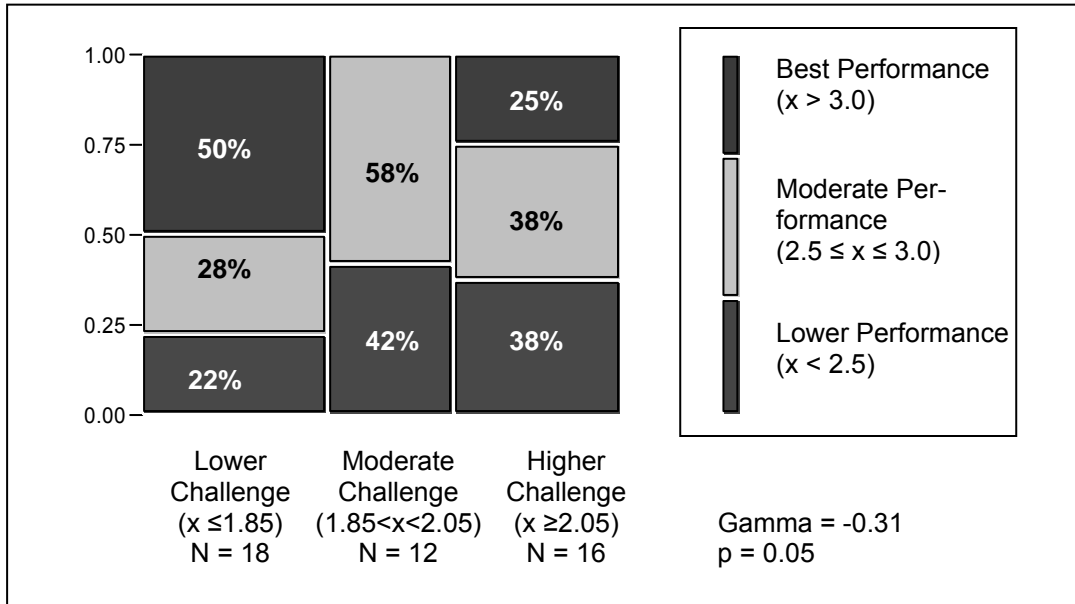 1.00
0.75
0.50
0.25
0.00
50%
28%
22%
58%
42%
25%
38%
38%
Lower
Challenge
(x ≤1.85)
N = 18
Moderate
Challenge
(1.85<x<2.05)
N = 12
Higher
Challenge
(x ≥2.05)
N = 16
Best Performance
(x > 3.0)
Moderate Per-
formance
(2.5 ≤ x ≤ 3.0)
Lower Performance
(x < 2.5)
Gamma = -0.31
p = 0.05